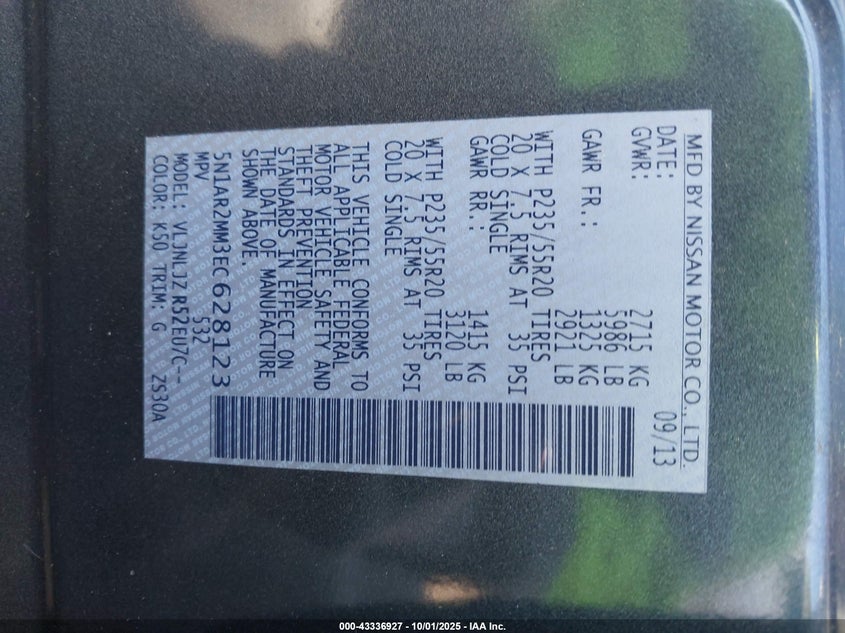 MFD BY NISSAN MOTOR CO., LTD.
DATE: 09/13
GVWR: 2715 KG
5986 LB
GAWR FR.: 1325 KG
2921 LB
WITH P235/55R20 TIRES
20 X 7.5 RIMS AT 35 PSI
COLD SINGLE
GAWR RR.: 1415 KG
3120 LB
WITH P235/55R20 TIRES
20 X 7.5 RIMS AT 35 PSI
COLD SINGLE
THIS VEHICLE CONFORMS TO
ALL APPLICABLE FEDERAL
MOTOR VEHICLE SAFETY AND
THEFT PREVENTION
STANDARDS IN EFFECT ON
THE DATE OF MANUFACTURE
SHOWN ABOVE.
5N1AR2MM3EC628123
MPV 532
MODEL: VLJNLJZ R52EU7C--
COLOR: K50 TRIM: G ZS30A
000-43336927 - 10/01/2025 - IAA Inc.